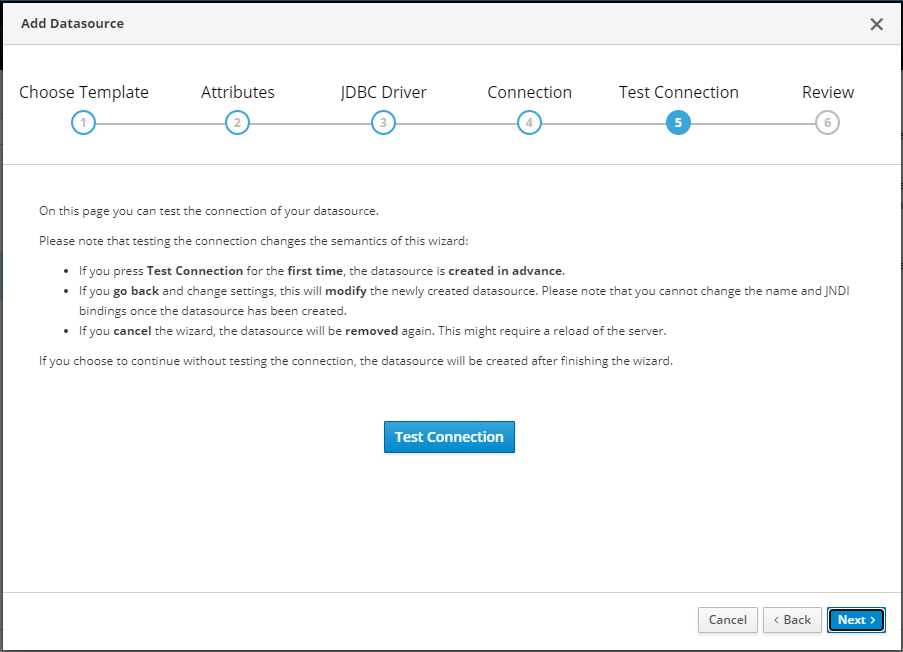 Add Datasource
Choose Template
Attributes
JDBC Driver
Connection
Test Connection
Review
1
2
3
4
5
6
On this page you can test the connection of your datasource.
Please note that testing the connection changes the semantics of this wizard:
• If you press Test Connection for the first time, the datasource is created in advance.
• If you go back and change settings, this will modify the newly created datasource. Please note that you cannot change the name and JNDI
bindings once the datasource has been created.
• If you cancel the wizard, the datasource will be removed again. This might require a reload of the server.
If you choose to continue without testing the connection, the datasource will be created after finishing the wizard.
Test Connection
Cancel
‹ Back
Next ›